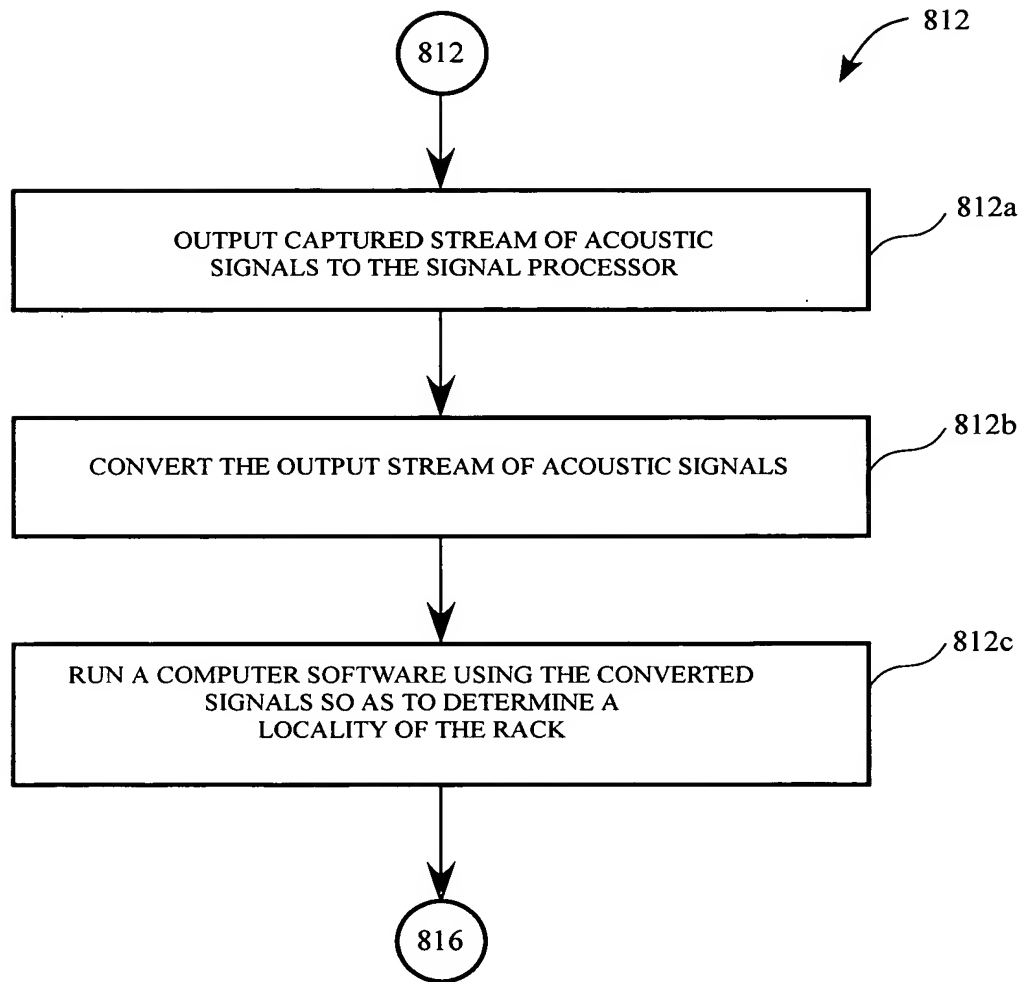 812
812
812a
OUTPUT CAPTURED STREAM OF ACOUSTIC
SIGNALS TO THE SIGNAL PROCESSOR
812b
CONVERT THE OUTPUT STREAM OF ACOUSTIC SIGNALS
812c
RUN A COMPUTER SOFTWARE USING THE CONVERTED
SIGNALS SO AS TO DETERMINE A
LOCALITY OF THE RACK
816